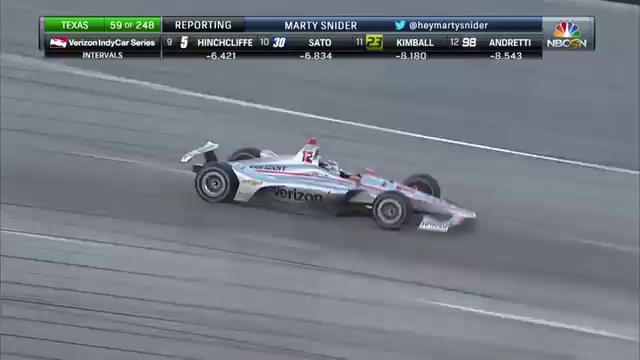 TEXAS 59 OF 248 REPORTING MARTY SNIDER @heymartysnider
Verizon IndyCar Series 9 5 HINCHCLIFFE 10 30 SATO 11 23 KIMBALL 12 98 ANDRETTI NBCSN
INTERVALS -6.421 -6.834 -8.180 -8.543
12
verizon
verizon